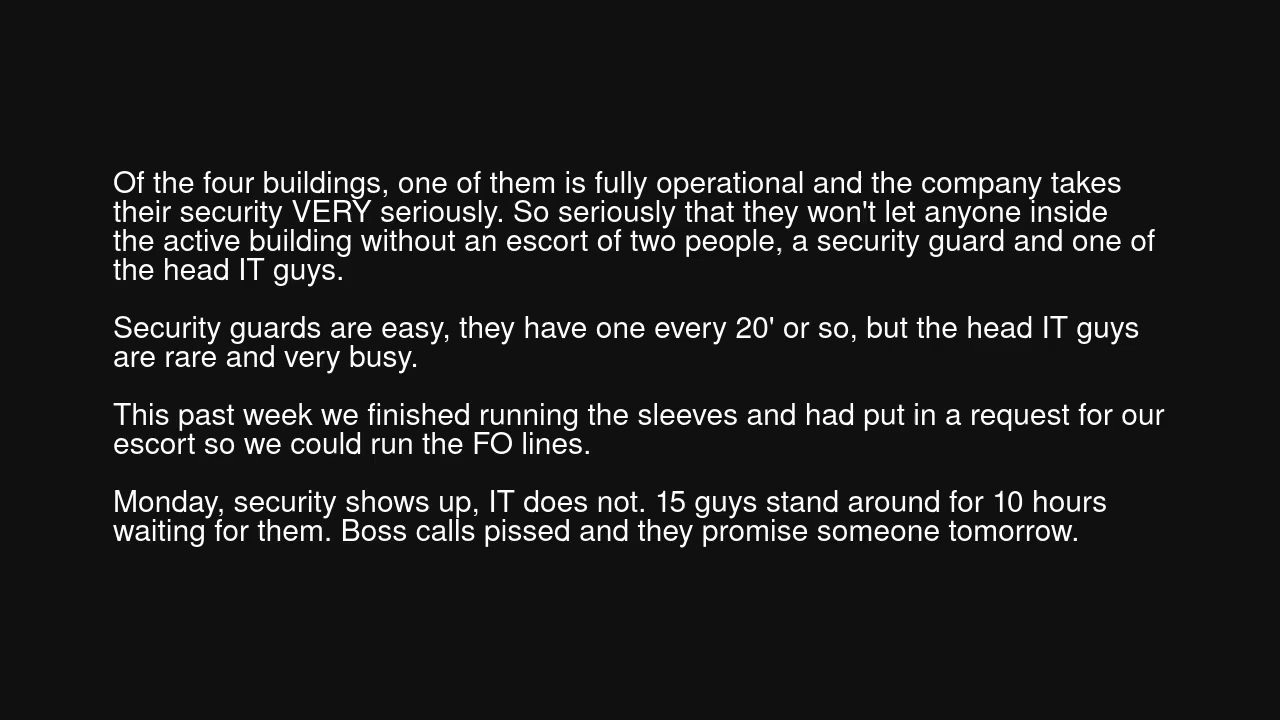 Of the four buildings, one of them is fully operational and the company takes
their security VERY seriously. So seriously that they won't let anyone inside
the active building without an escort of two people, a security guard and one of
the head IT guys.
Security guards are easy, they have one every 20' or so, but the head IT guys
are rare and very busy.
This past week we finished running the sleeves and had put in a request for our
escort so we could run the FO lines.
Monday, security shows up, IT does not. 15 guys stand around for 10 hours
waiting for them. Boss calls pissed and they promise someone tomorrow.